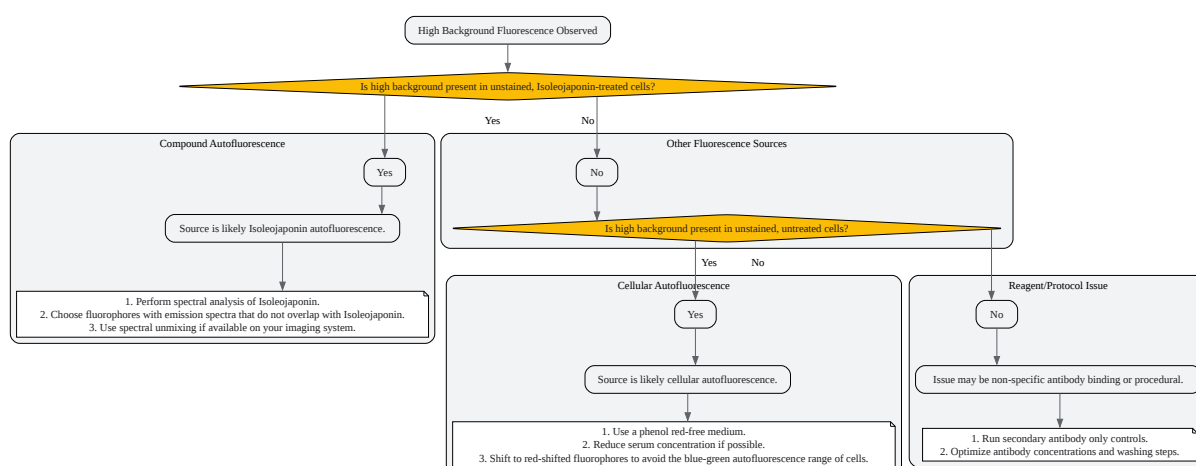 High Background Fluorescence Observed
Is high background present in unstained, Isoleojaponin-treated cells?
Yes
No
Compound Autofluorescence
Other Fluorescence Sources
Yes
No
Source is likely Isoleojaponin autofluorescence.
Is high background present in unstained, untreated cells?
Yes
No
1. Perform spectral analysis of Isoleojaponin.
2. Choose fluorophores with emission spectra that do not overlap with Isoleojaponin.
3. Use spectral unmixing if available on your imaging system.
Cellular Autofluorescence
Reagent/Protocol Issue
Yes
No
Source is likely cellular autofluorescence.
Issue may be non-specific antibody binding or procedural.
1. Use a phenol red-free medium.
2. Reduce serum concentration if possible.
3. Shift to red-shifted fluorophores to avoid the blue-green autofluorescence range of cells.
1. Run secondary antibody only controls.
2. Optimize antibody concentrations and washing steps.